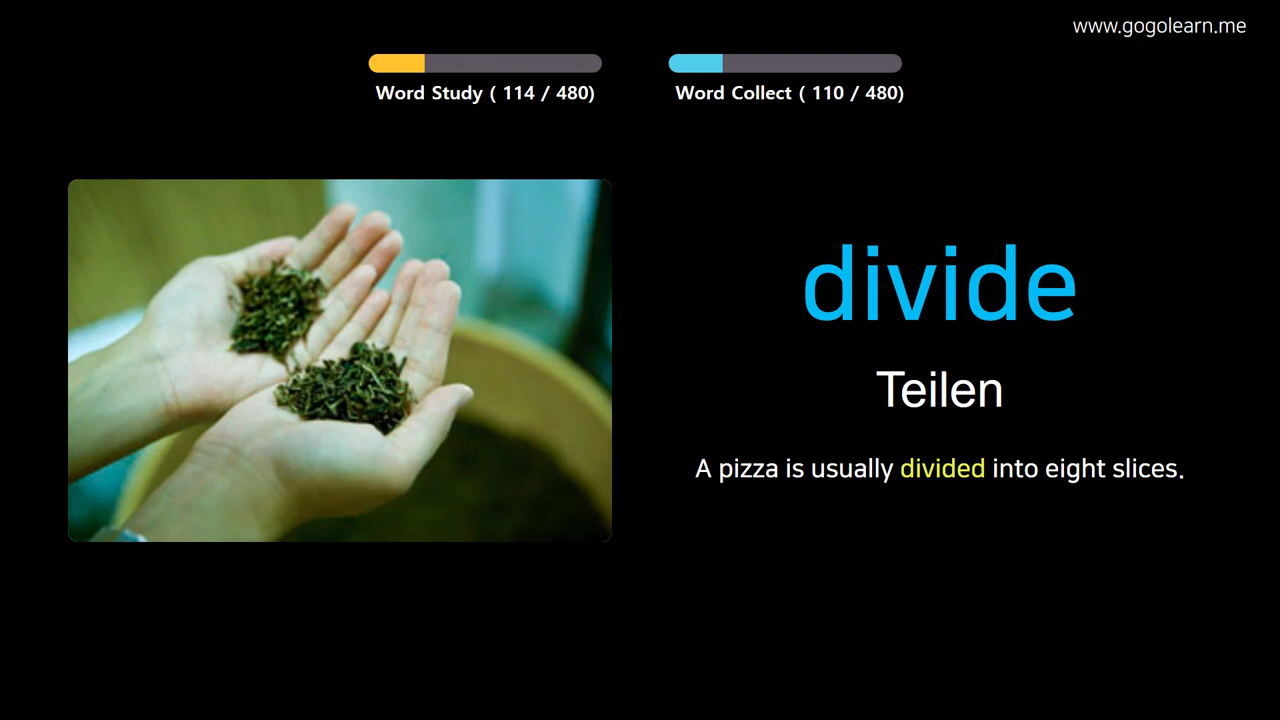 www.gogolearn.me
Word Study ( 114 / 480)
Word Collect ( 110 / 480)
divide
Teilen
A pizza is usually divided into eight slices.